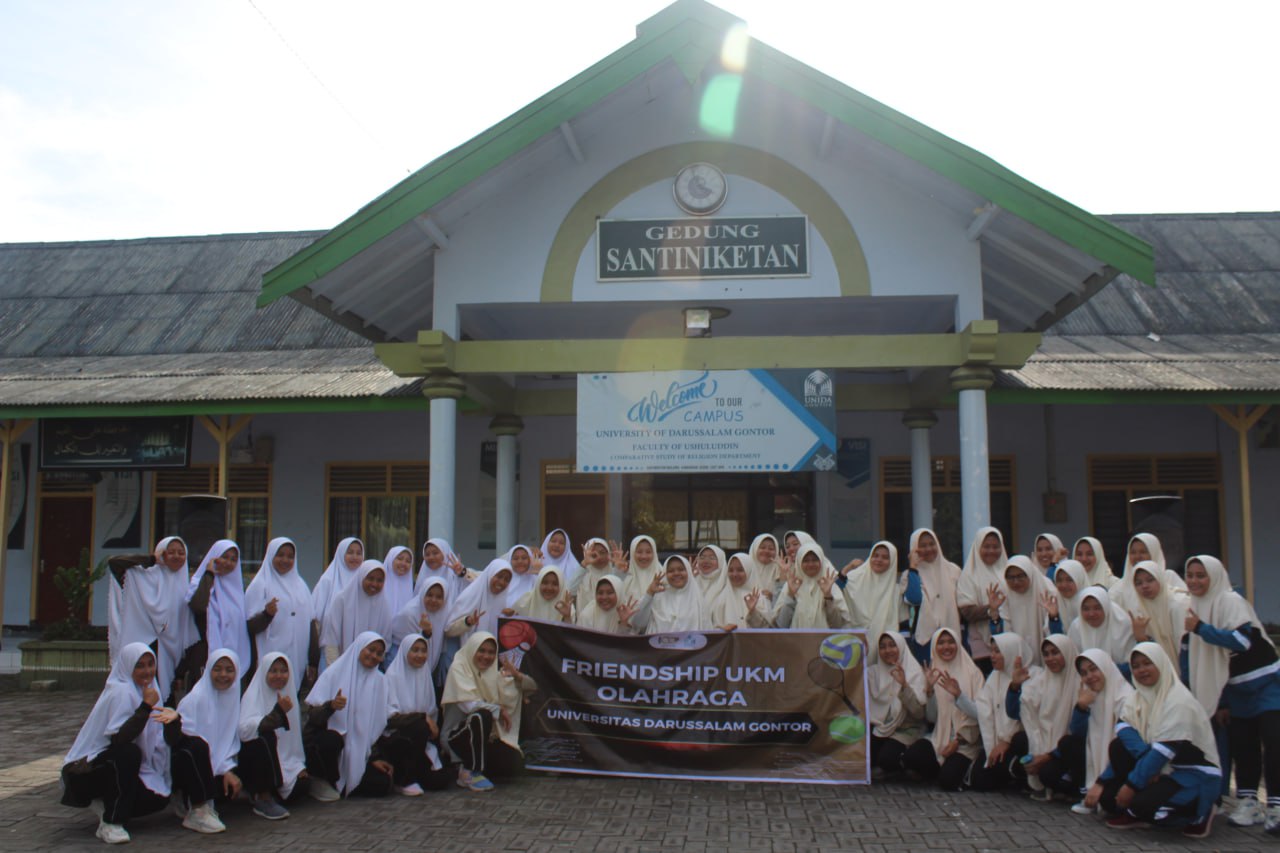 GEDUNG
SANTINIKETAN
Welcome
TO OUR
CAMPUS
UNIVERSITY OF DARUSSALAM GONTOR
FACULTY OF USHULUDDIN
COMPARATIVE STUDY OF RELIGION DEPARTMENT
UNIDA
GONTOR
FRIENDSHIP UKM
OLAHRAGA
UNIVERSITAS DARUSSALAM GONTOR